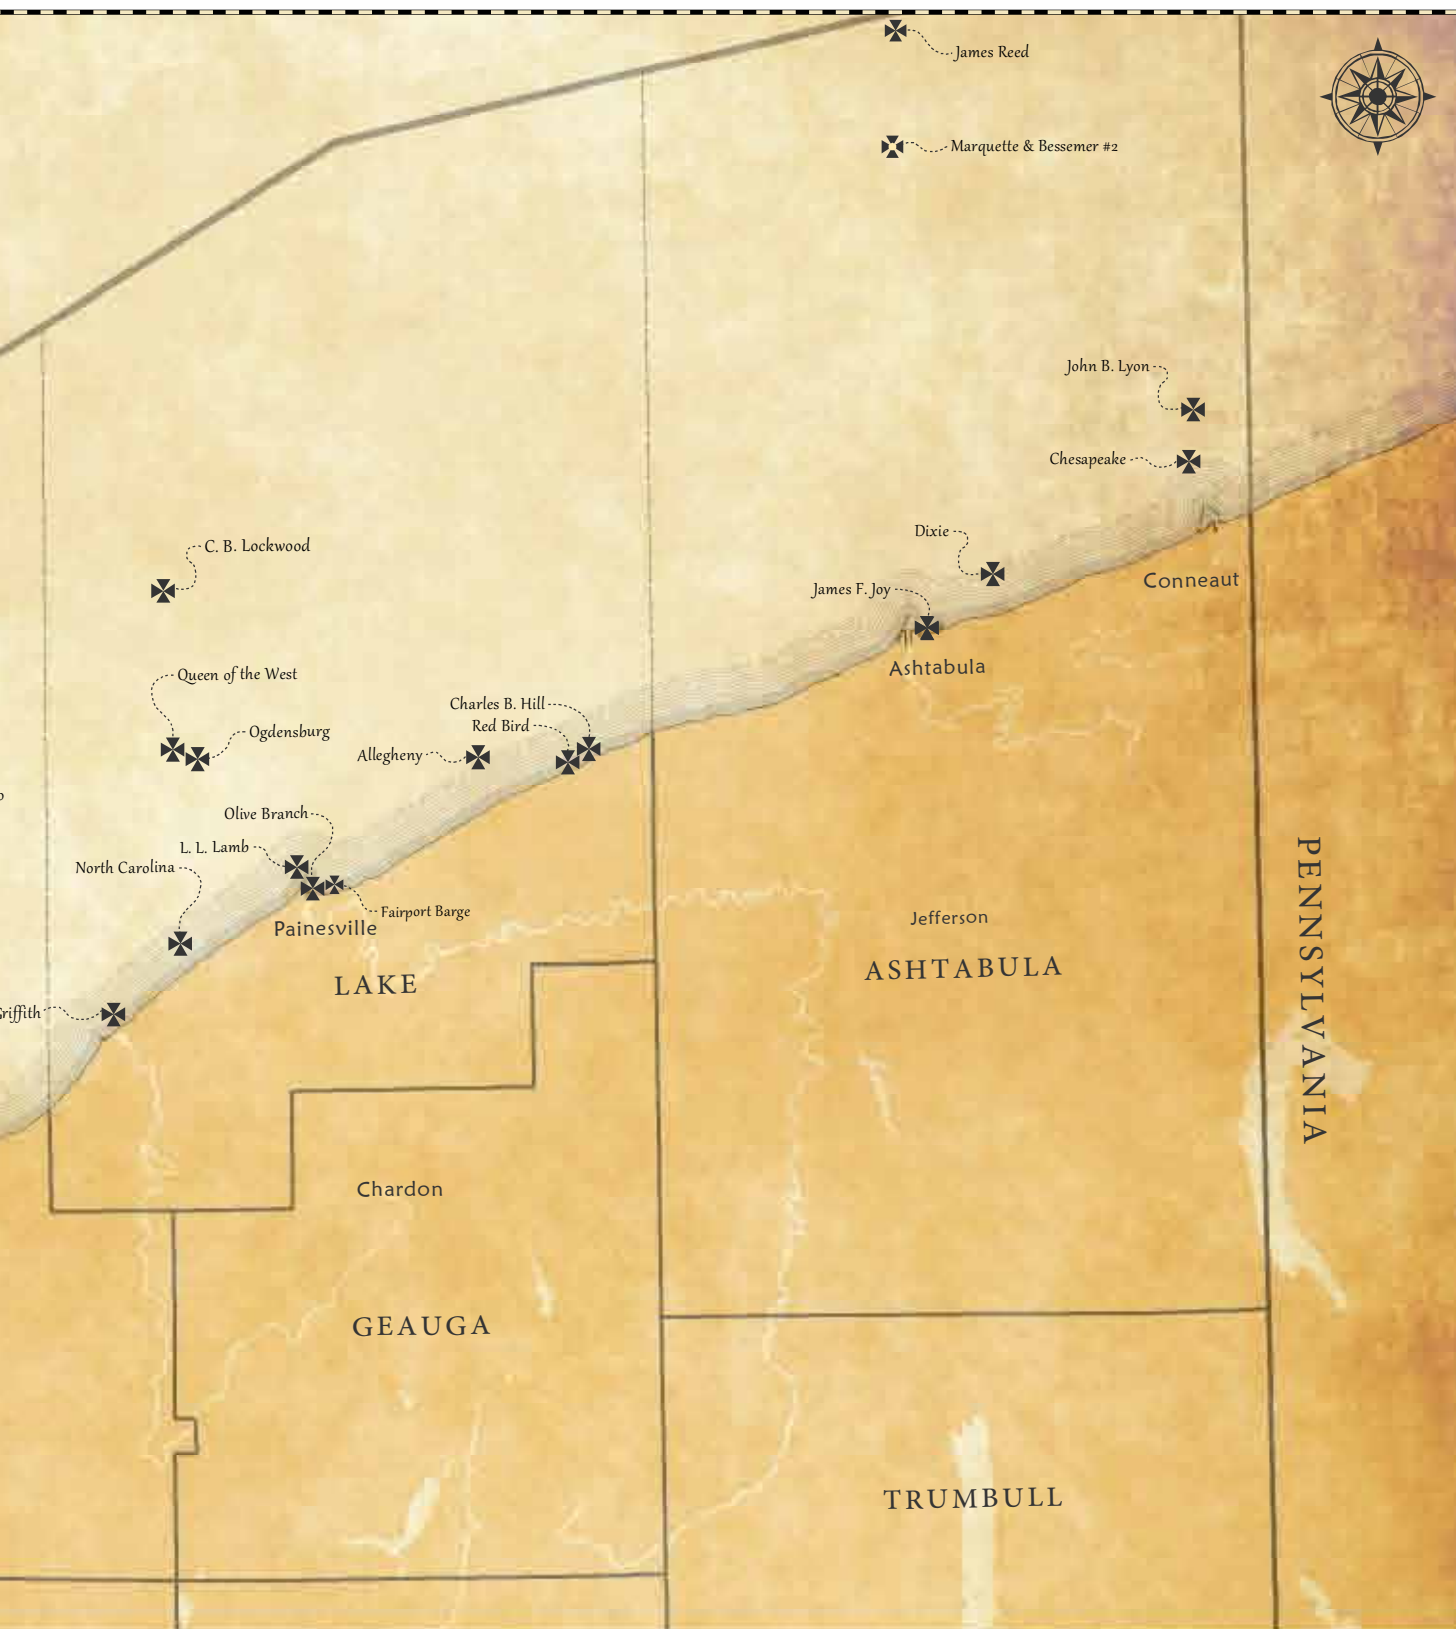 James Reed
Marquette & Bessemer #2
John B. Lyon
Chesapeake
Dixie
C. B. Lockwood
Conneaut
James F. Joy
Ashtabula
Queen of the West
Charles B. Hill
Red Bird
Ogdensburg
Allegheny
Olive Branch
L. L. Lamb
North Carolina
Fairport Barge
Painesville
Jefferson
ASHTABULA
PENNSYLVANIA
LAKE
riffith
Chardon
GEAUGA
TRUMBULL